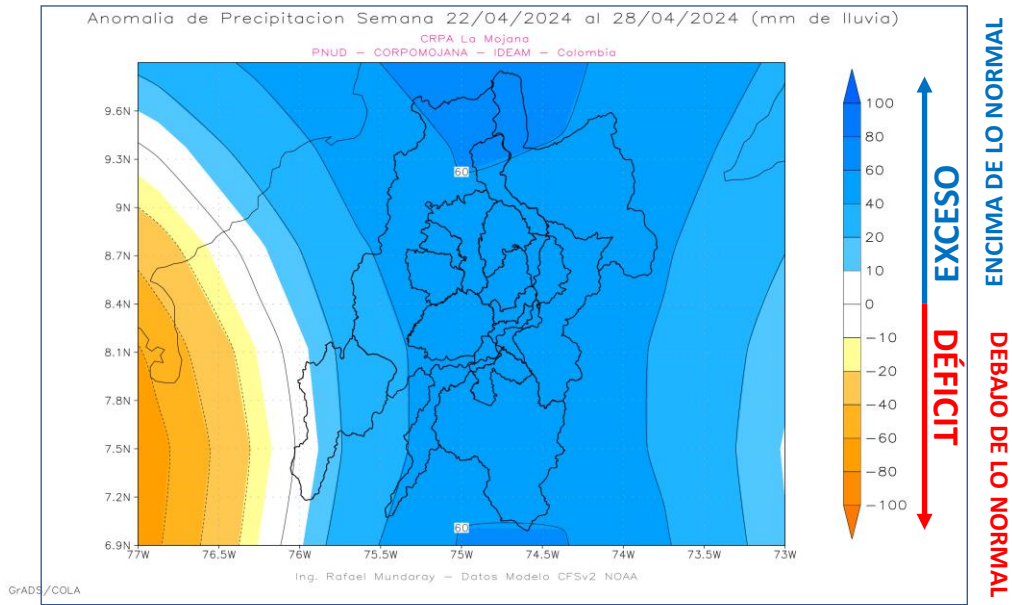 Anomalia de Precipitacion Semana 22/04/2024 al 28/04/2024 (mm de lluvia)
CRPA La Mojana
PNUD – CORPOMOJANA – IDEAM – Colombia
9.6N
9.3N
9N
8.7N
8.4N
8.1N
7.8N
7.5N
7.2N
6.9N
77W
76.5W
76W
75.5W
75W
74.5W
74W
73.5W
73W
60
60
100
80
60
40
20
10
0
−10
−20
−40
−60
−80
−100
EXCESO
DÉFICIT
ENCIMA DE LO NORMAL
DEBAJO DE LO NORMAL
Ing. Rafael Mundaray – Datos Modelo CFSv2 NOAA
GrADS/COLA